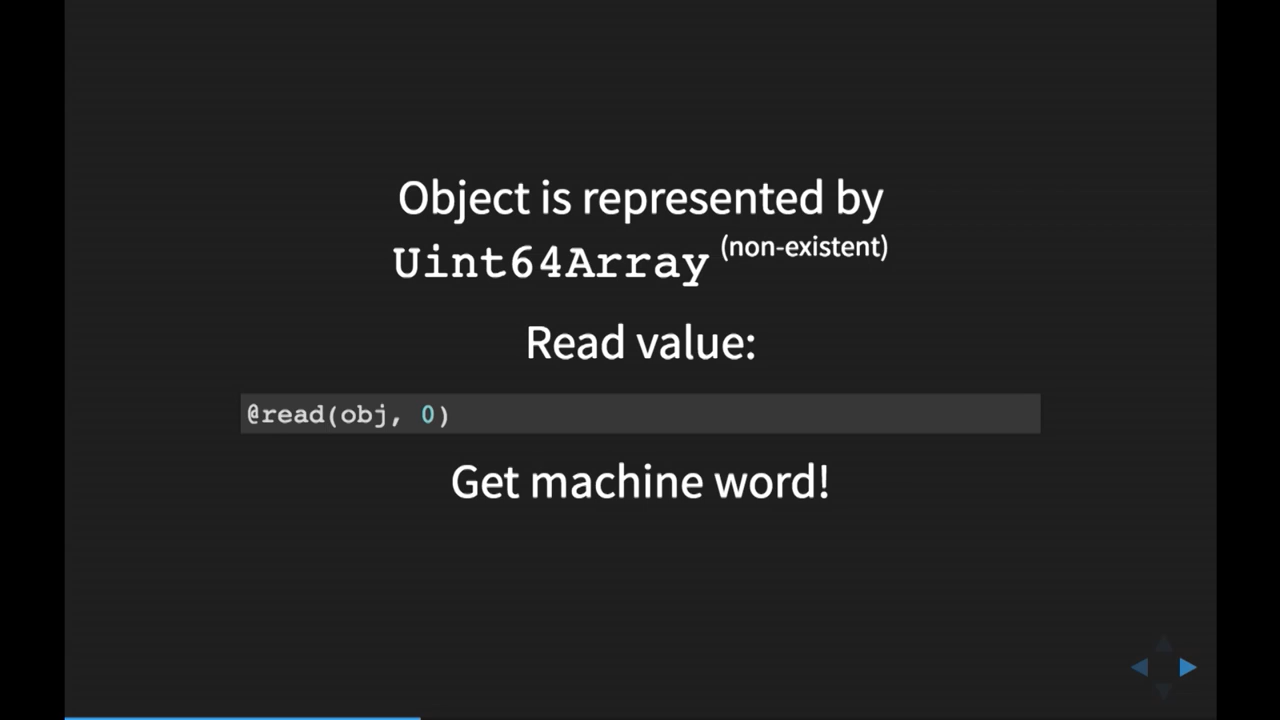 Object is represented by
Uint64Array (non-existent)
Read value:
@read(obj, 0)
Get machine word!